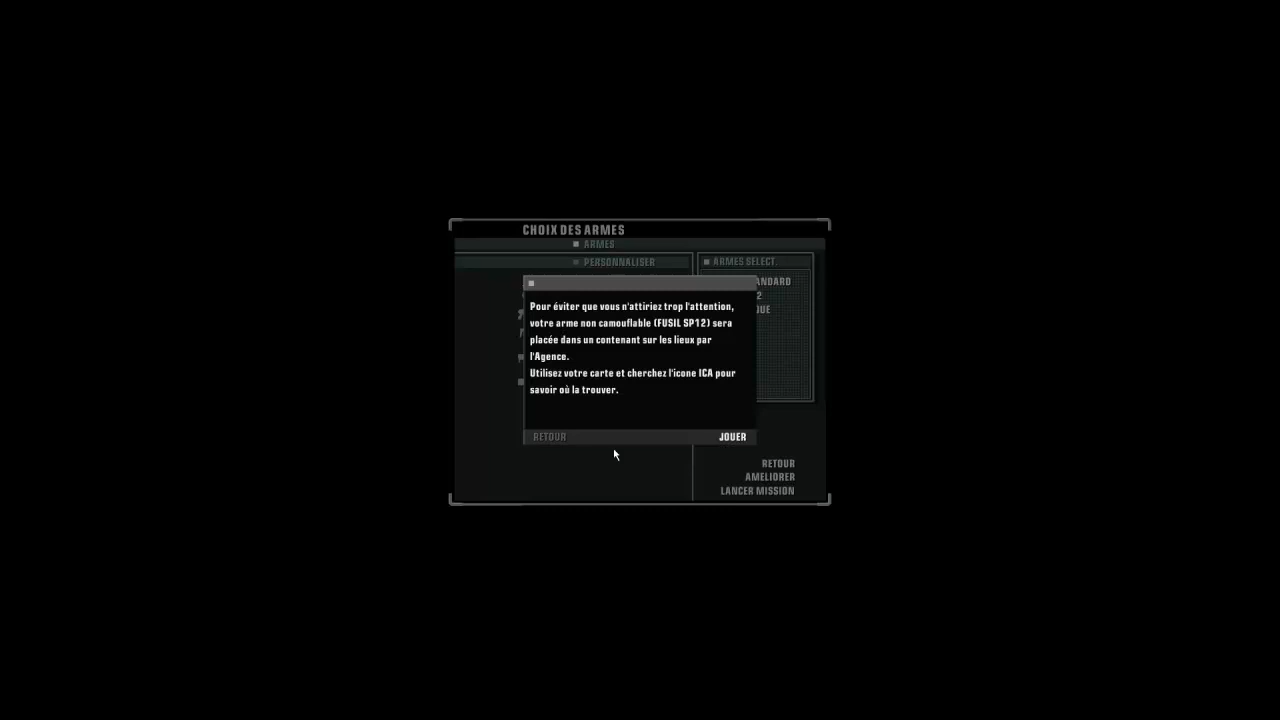 CHOIX DES ARMES
ARMES
PERSONNALISER
ARMES SELECT.
Pour éviter que vous n'attiriez trop l'attention,
votre arme non camouflable (FUSIL SP12) sera
placée dans un contenant sur les lieux par
l'Agence.
Utilisez votre carte et cherchez l'icone ICA pour
savoir où la trouver.
RETOUR
JOUER
RETOUR
AMELIORER
LANCER MISSION